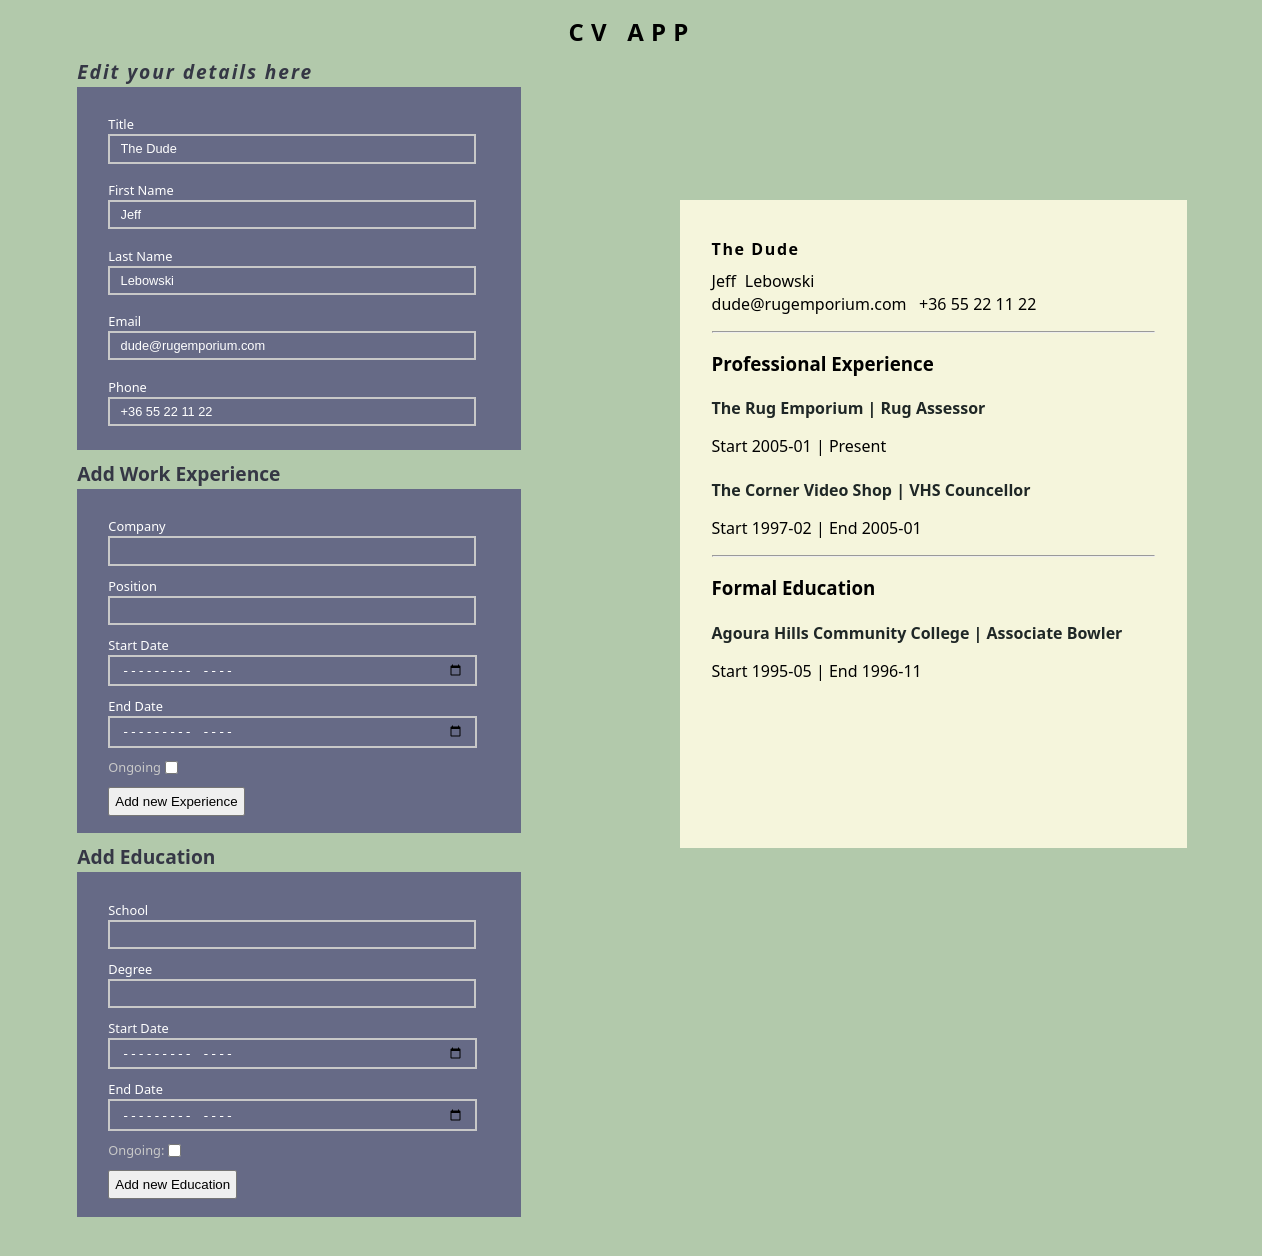 CV APP
Edit your details here
Title
The Dude
First Name
Jeff
Last Name
Lebowski
Email
dude@rugemporium.com
Phone
+36 55 22 11 22
Add Work Experience
Company
Position
Start Date
--------- ----
End Date
--------- ----
Ongoing
Add new Experience
Add Education
School
Degree
Start Date
--------- ----
End Date
--------- ----
Ongoing:
Add new Education
The Dude
Jeff Lebowski
dude@rugemporium.com +36 55 22 11 22
Professional Experience
The Rug Emporium | Rug Assessor
Start 2005-01 | Present
The Corner Video Shop | VHS Councellor
Start 1997-02 | End 2005-01
Formal Education
Agoura Hills Community College | Associate Bowler
Start 1995-05 | End 1996-11